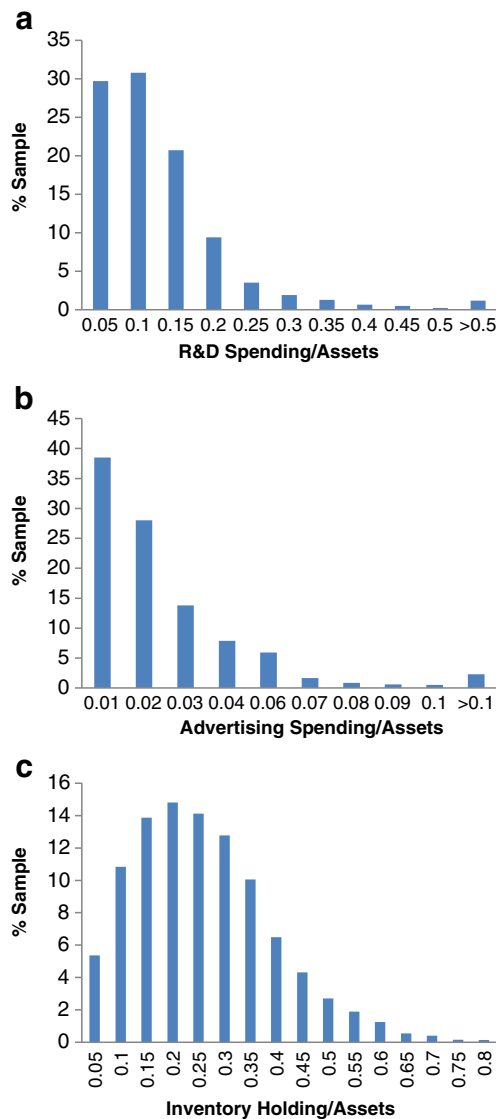 a
35
30
25
20
15
10
5
0
% Sample
0.05 0.1 0.15 0.2 0.25 0.3 0.35 0.4 0.45 0.5 >0.5
R&D Spending/Assets
b
45
40
35
30
25
20
15
10
5
0
% Sample
0.01 0.02 0.03 0.04 0.06 0.07 0.08 0.09 0.1 >0.1
Advertising Spending/Assets
c
16
14
12
10
8
6
4
2
0
% Sample
0.05 0.1 0.15 0.2 0.25 0.3 0.35 0.4 0.45 0.5 0.55 0.6 0.65 0.7 0.75 0.8
Inventory Holding/Assets